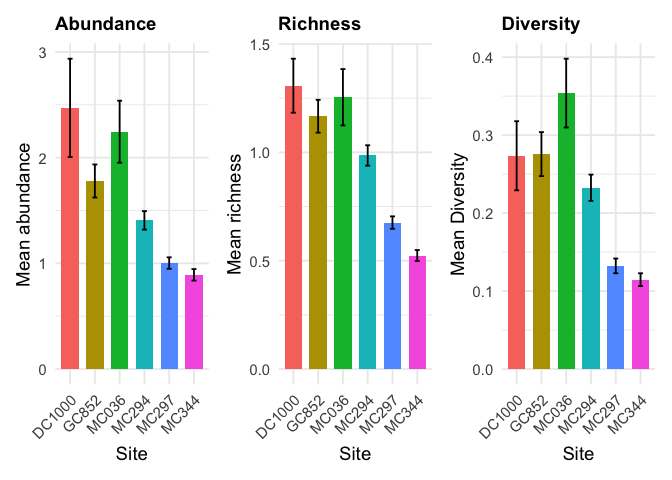 Abundance
Mean abundance
3
2
1
0
DC1000
GC852
MC036
MC294
MC297
MC344
Site
Richness
Mean richness
1.5
1.0
0.5
0.0
DC1000
GC852
MC036
MC294
MC297
MC344
Site
Diversity
Mean Diversity
0.4
0.3
0.2
0.1
0.0
DC1000
GC852
MC036
MC294
MC297
MC344
Site